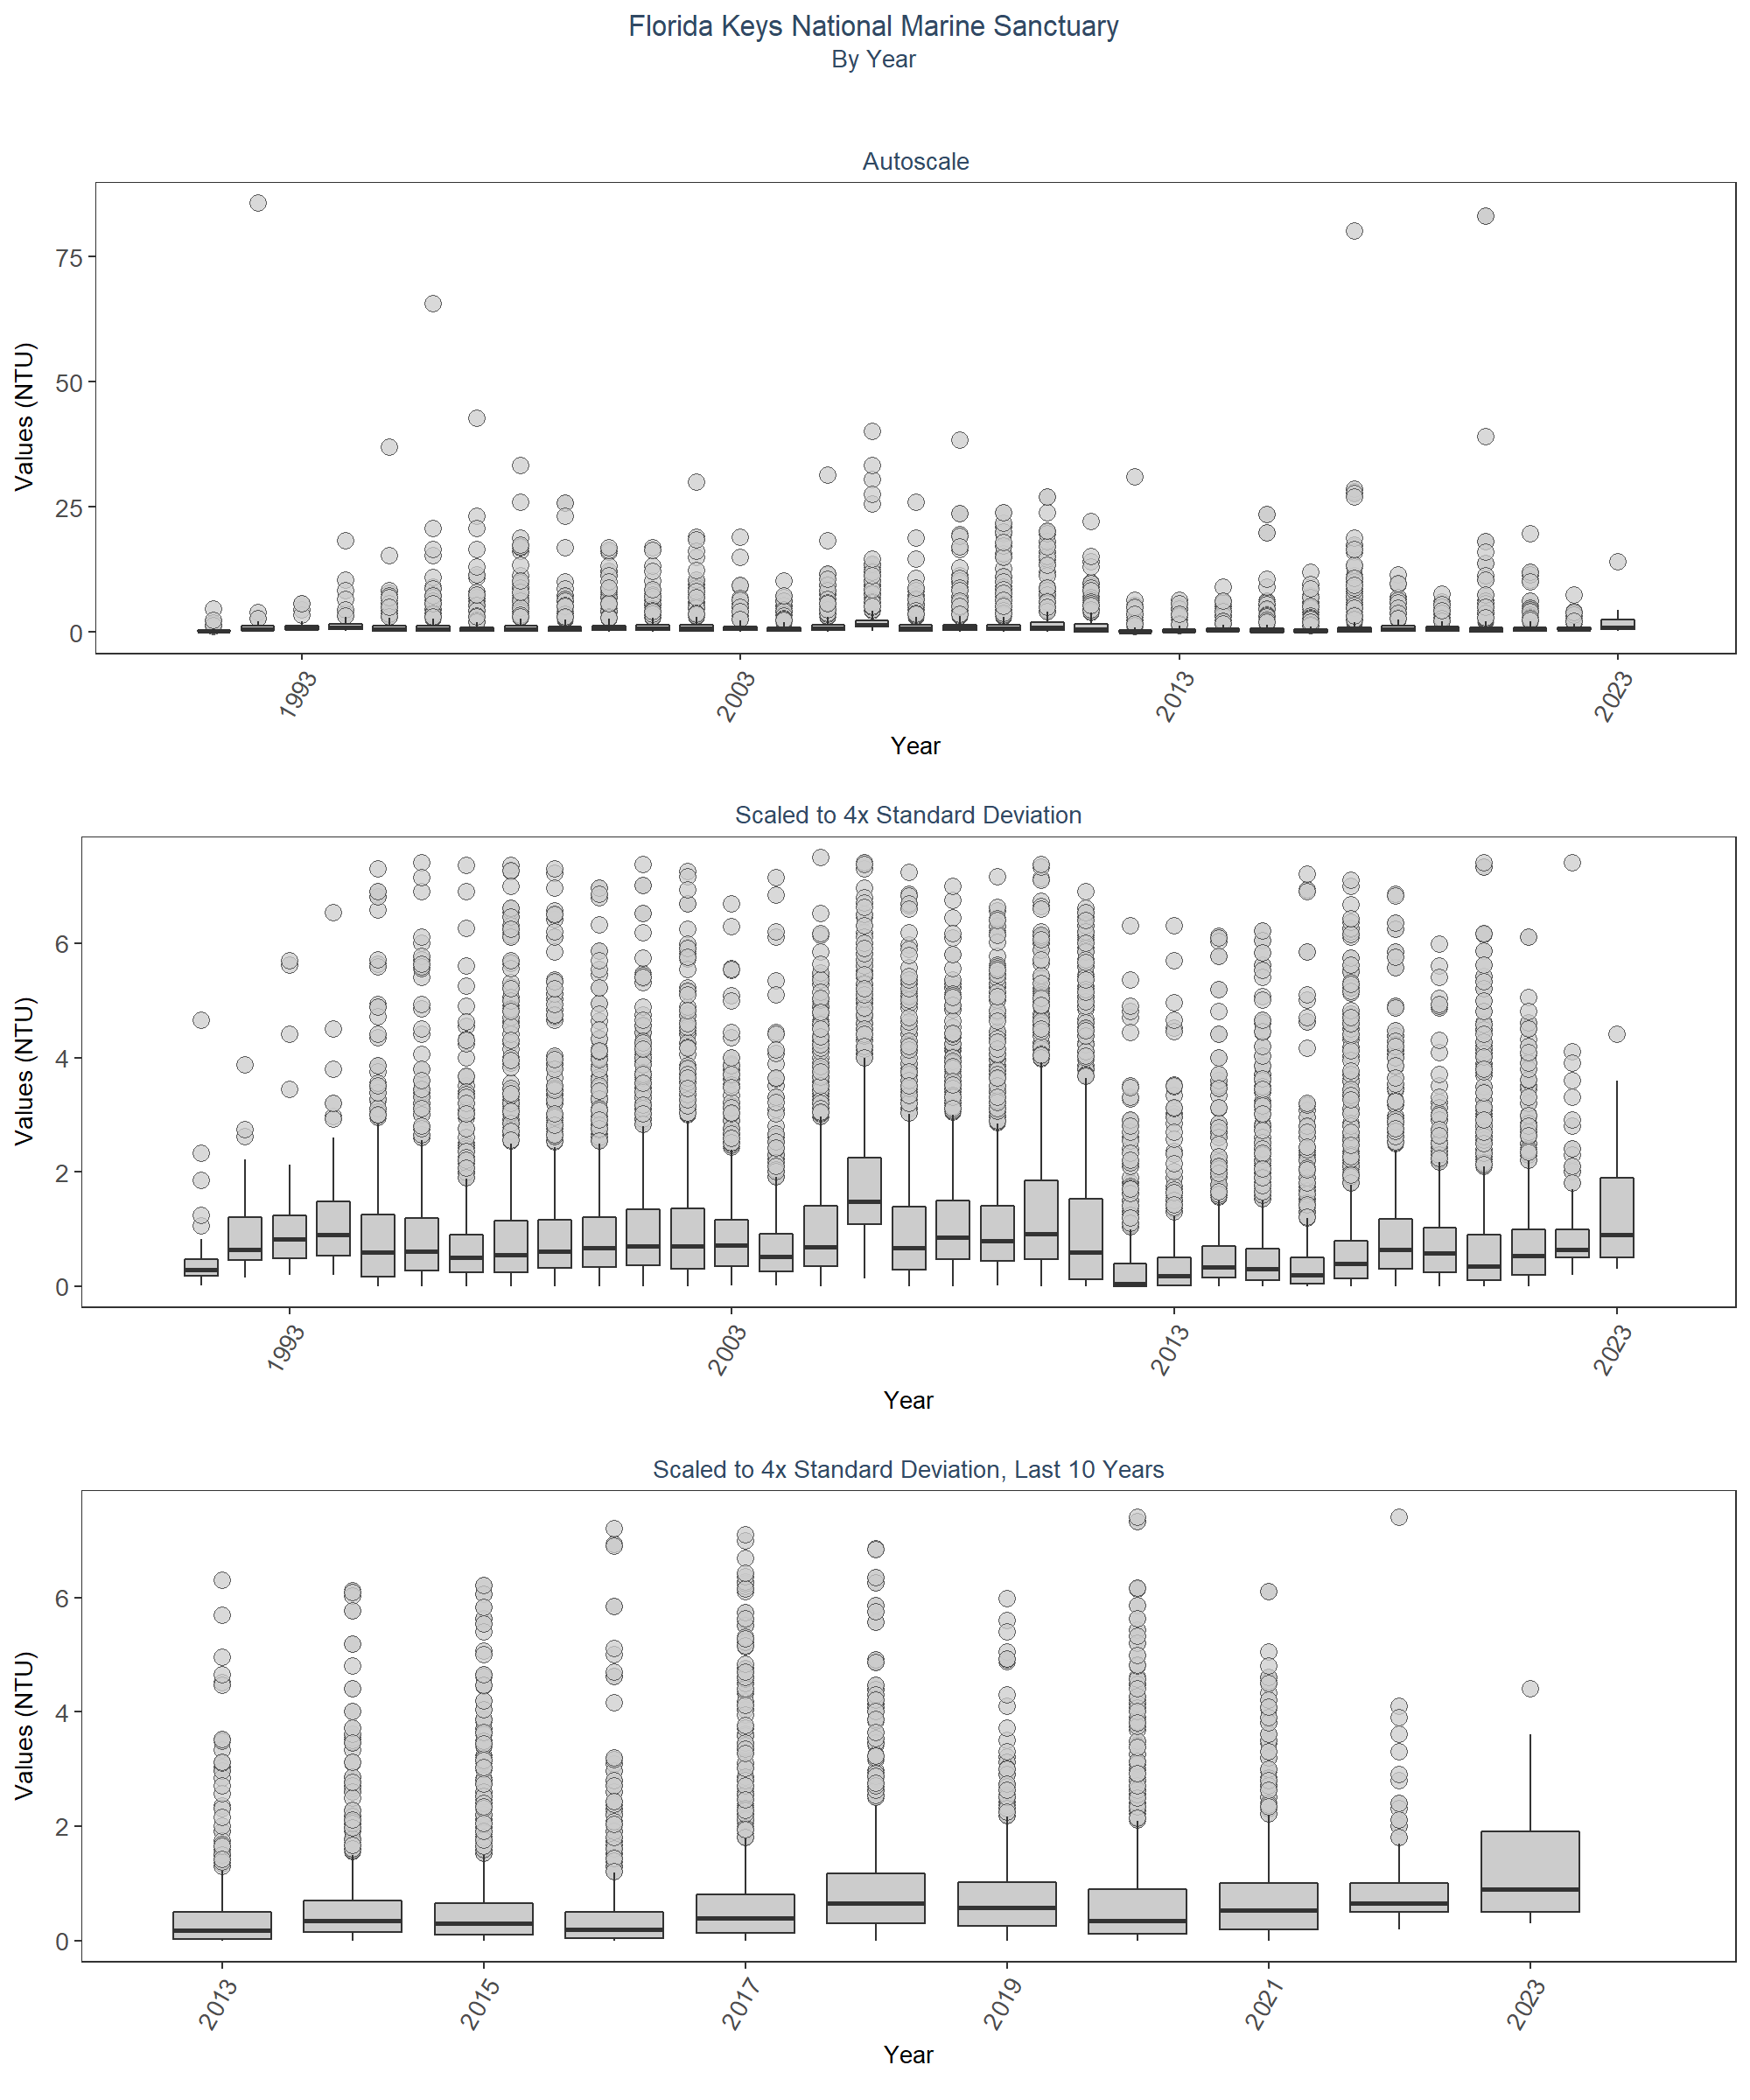 Florida Keys National Marine Sanctuary
By Year
Autoscale
Values (NTU)
75
50
25
0
1993
2003
2013
2023
Year
Scaled to 4x Standard Deviation
Values (NTU)
6
4
2
0
1993
2003
2013
2023
Year
Scaled to 4x Standard Deviation, Last 10 Years
Values (NTU)
6
4
2
0
2013
2015
2017
2019
2021
2023
Year